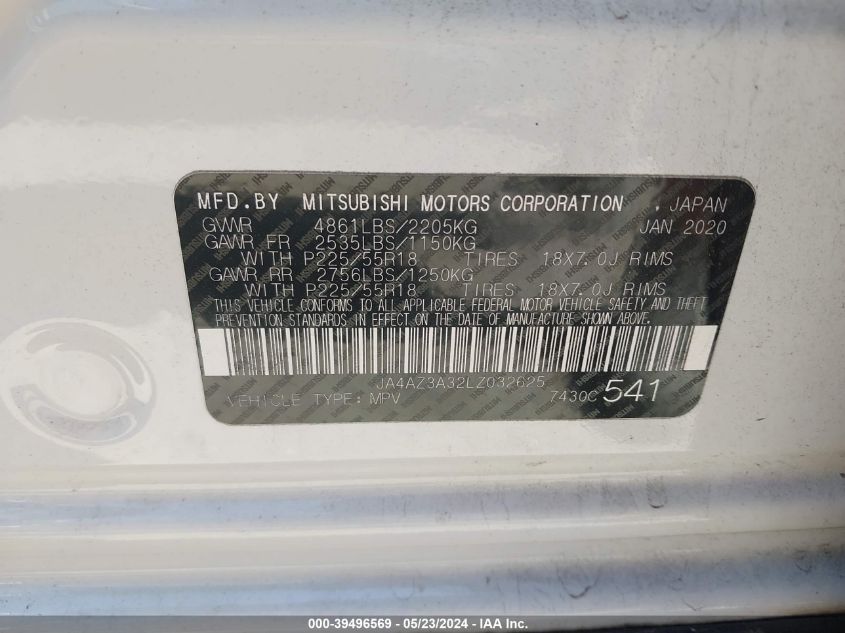 MFD.BY MITSUBISHI MOTORS CORPORATION , JAPAN
GVWR 4861LBS/2205KG JAN 2020
GAWR FR 2535LBS/1150KG
WITH P225/55R18 TIRES 18X7.0J RIMS
GAWR RR 2756LBS/1250KG
WITH P225/55R18 TIRES 18X7.0J RIMS
THIS VEHICLE CONFORMS TO ALL APPLICABLE FEDERAL MOTOR VEHICLE SAFETY AND THEFT
PREVENTION STANDARDS IN EFFECT ON THE DATE OF MANUFACTURE SHOWN ABOVE.
JA4AZ3A32LZ032625
VEHICLE TYPE: MPV 7430C 541
000-39496569 — 05/23/2024 — IAA Inc.